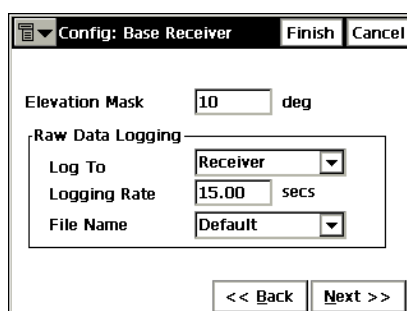 Config: Base Receiver Finish Cancel
Elevation Mask 10 deg
Raw Data Logging
Log To Receiver
Logging Rate 15.00 secs
File Name Default
<< Back Next >>